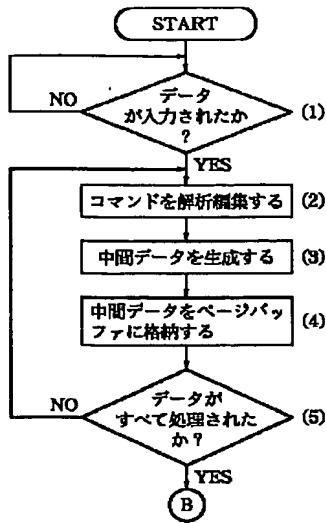 START
データ
が入力されたか
?
NO
(1)
YES
コマンドを解析編集する
(2)
中間データを生成する
(3)
中間データをページバッ
ファに格納する
(4)
データが
すべて処理された
か?
NO
(5)
YES
B